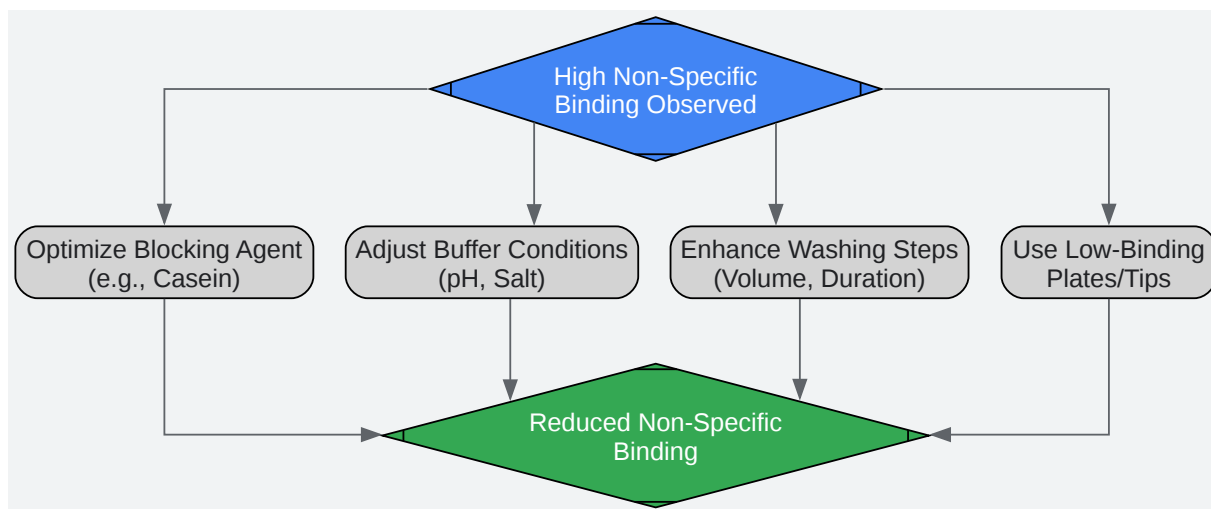 High Non-Specific
Binding Observed
Optimize Blocking Agent
(e.g., Casein)
Adjust Buffer Conditions
(pH, Salt)
Enhance Washing Steps
(Volume, Duration)
Use Low-Binding
Plates/Tips
Reduced Non-Specific
Binding